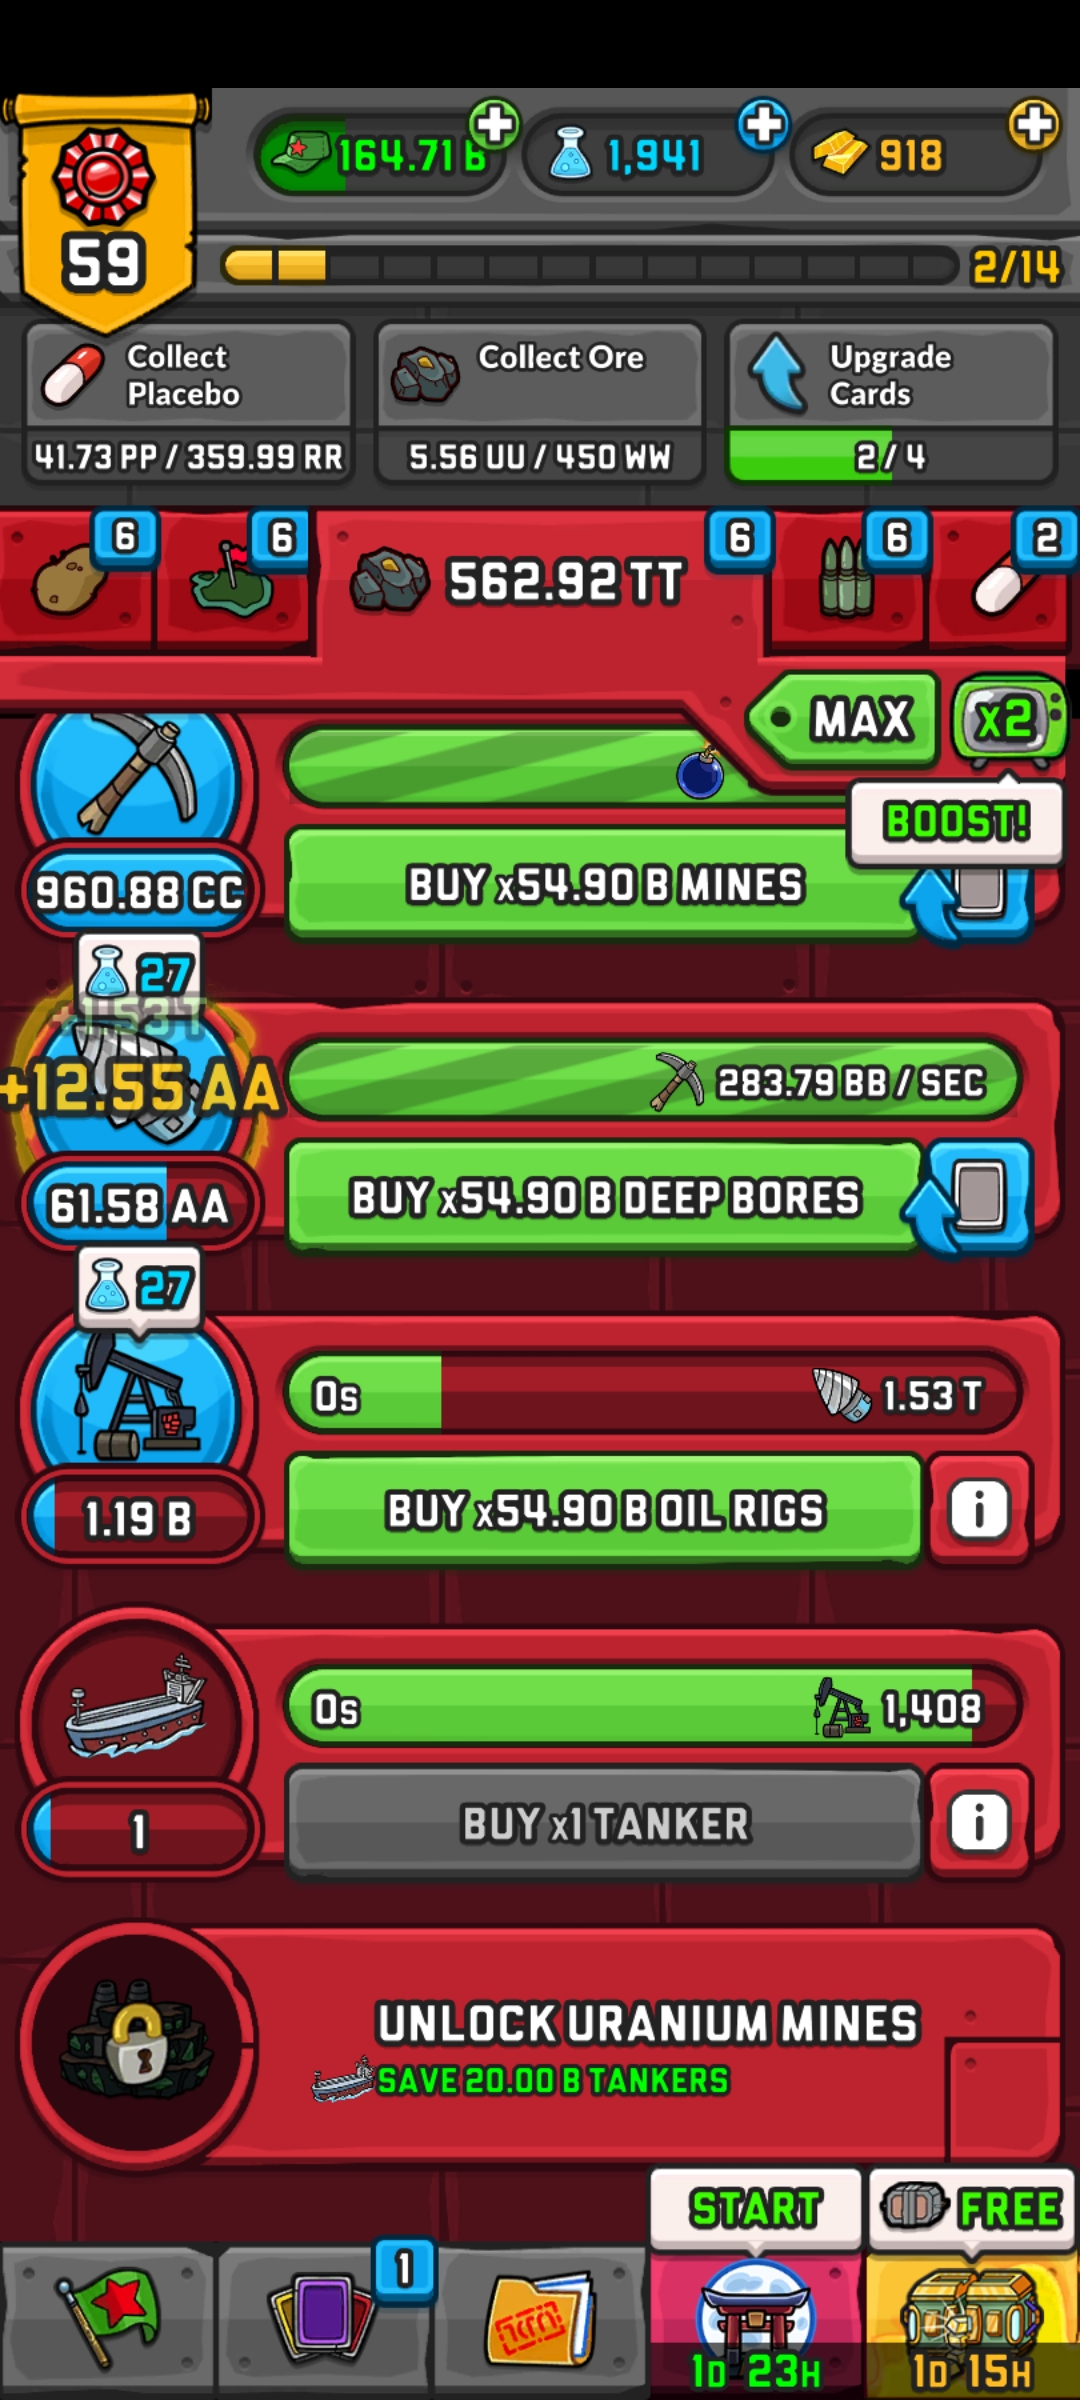 164.71 B
1,941
918
59
2/14
Collect
Placebo
41.73 PP / 359.99 RR
Collect Ore
5.56 UU / 450 WW
Upgrade
Cards
2/ 4
6
6
562.92 TT
6
6
2
MAX
x2
BOOST!
960.88 CC
BUY x54.90 B MINES
27
+1.53 T
+12.55 AA
283.79 BB / SEC
61.58 AA
BUY x54.90 B DEEP BORES
27
0s
1.53 T
1.19 B
BUY x54.90 B OIL RIGS
i
0s
1,408
1
BUY x1 TANKER
i
UNLOCK URANIUM MINES
SAVE 20.00 B TANKERS
START
FREE
1
1D 23H
1D 15H